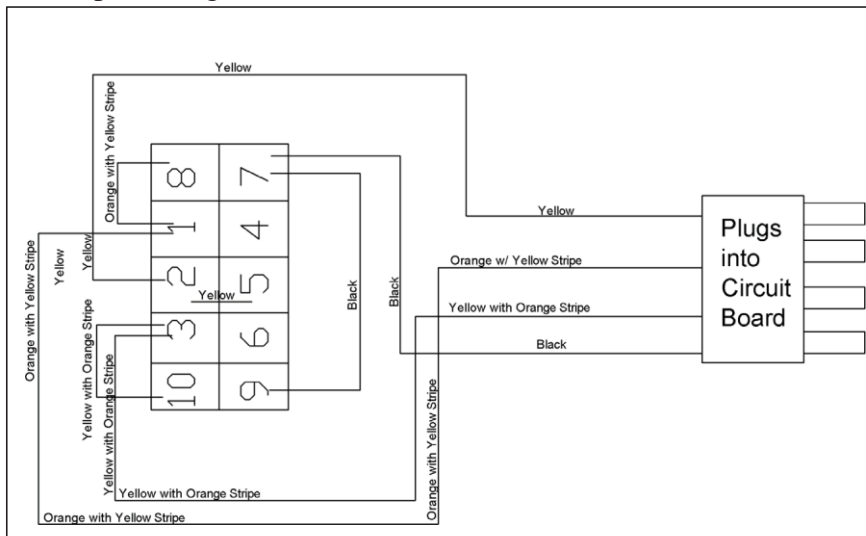 Yellow
Orange with Yellow Stripe
8
7
1
4
2
5
Yellow
3
6
10
9
Orange with Yellow Stripe
Yellow
Yellow
Yellow with Orange Stripe
Yellow with Orange Stripe
Black
Black
Yellow
Orange w/ Yellow Stripe
Yellow with Orange Stripe
Black
Plugs
into
Circuit
Board
Orange with Yellow Stripe
Yellow with Orange Stripe
Orange with Yellow Stripe